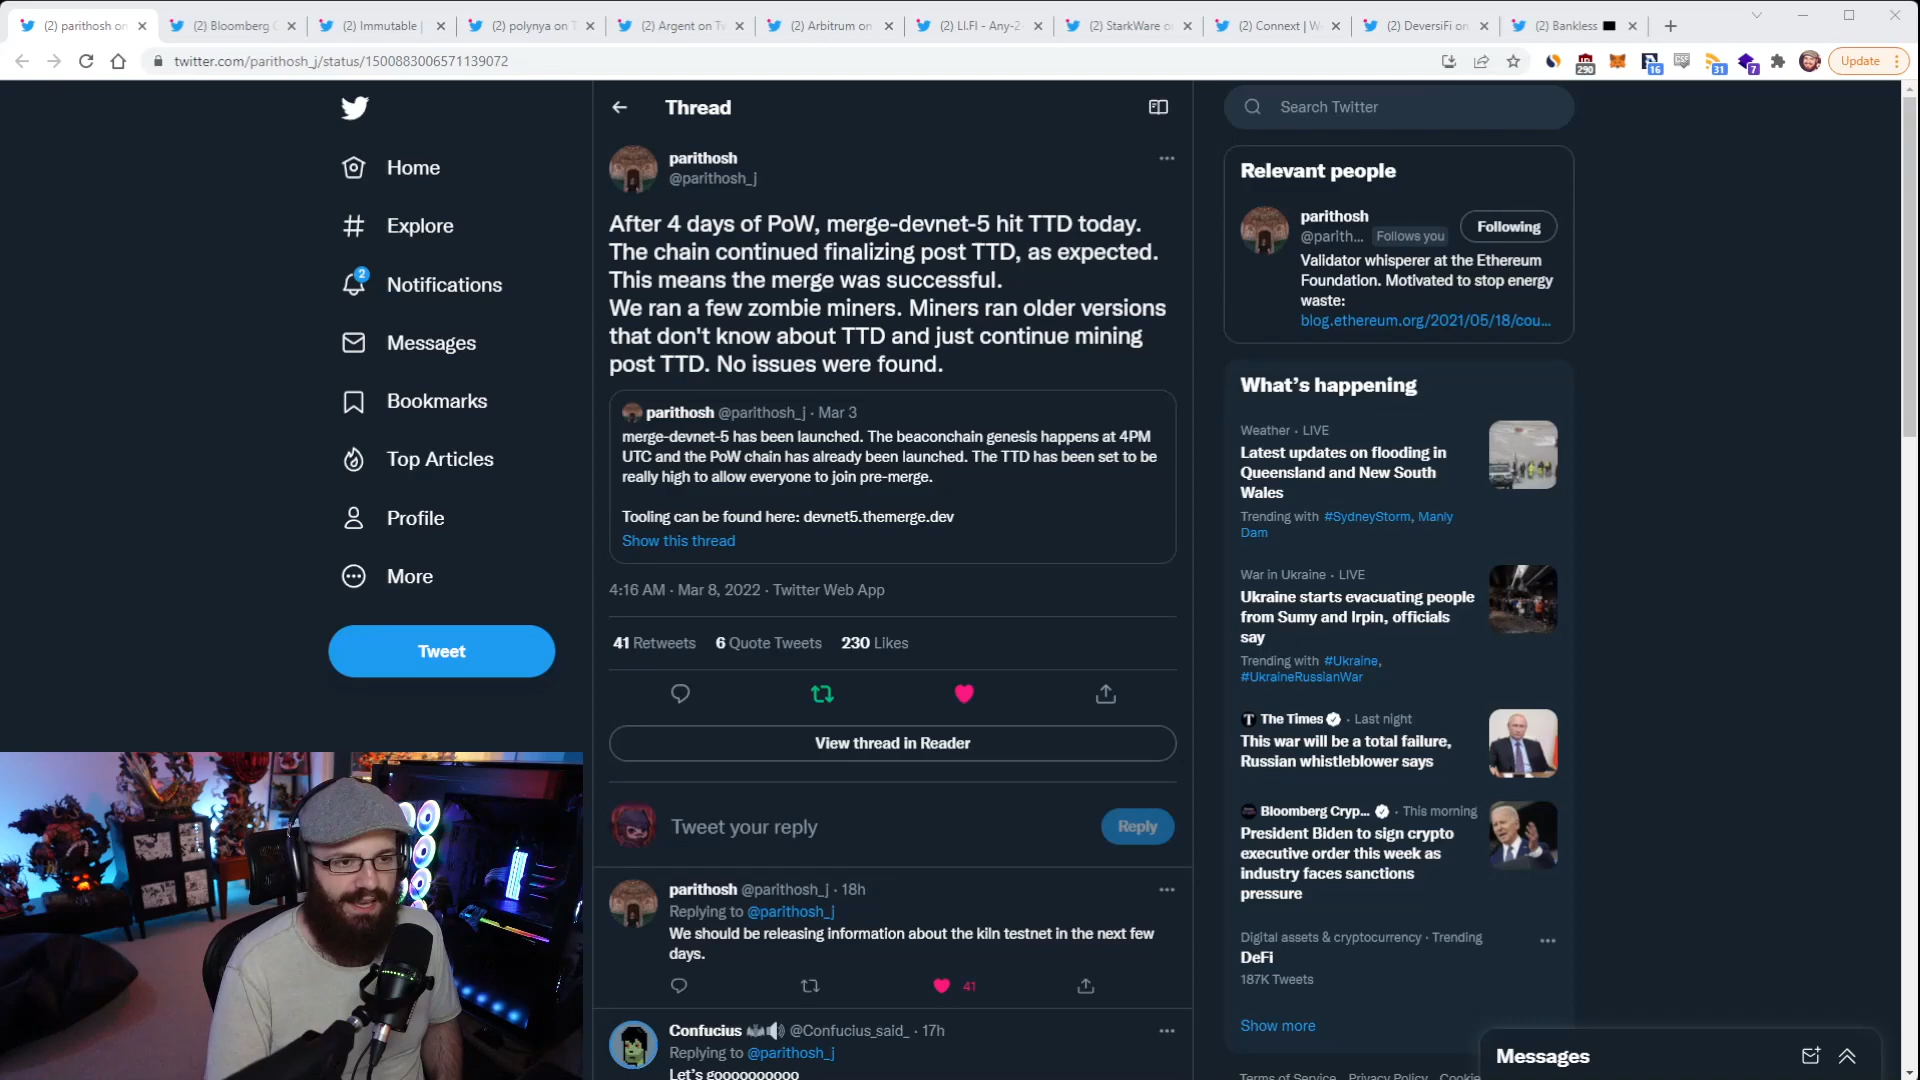 (2) parithosh on
(2) Bloomberg C
(2) Immutable |
(2) polynya on T
(2) Argent on Tw
(2) Arbitrum on
(2) LI.FI - Any-2
(2) StarkWare on
(2) Connext | We
(2) DeversiFi on
(2) Bankless
twitter.com/parithosh_j/status/1500883006571139072
290
16
CSS
31
7
Update
Home
Explore
2
Notifications
Messages
Bookmarks
Top Articles
Profile
More
Tweet
Thread
parithosh
@parithosh_j
After 4 days of PoW, merge-devnet-5 hit TTD today.
The chain continued finalizing post TTD, as expected.
This means the merge was successful.
We ran a few zombie miners. Miners ran older versions
that don't know about TTD and just continue mining
post TTD. No issues were found.
parithosh @parithosh_j · Mar 3
merge-devnet-5 has been launched. The beaconchain genesis happens at 4PM
UTC and the PoW chain has already been launched. The TTD has been set to be
really high to allow everyone to join pre-merge.
Tooling can be found here: devnet5.themerge.dev
Show this thread
4:16 AM · Mar 8, 2022 · Twitter Web App
41 Retweets 6 Quote Tweets 230 Likes
View thread in Reader
Tweet your reply
Reply
parithosh @parithosh_j · 18h
Replying to @parithosh_j
We should be releasing information about the kiln testnet in the next few
days.
41
Confucius @Confucius_said_ · 17h
Replying to @parithosh_j
Let's goooooooooo
Search Twitter
Relevant people
parithosh
@parith... Follows you
Following
Validator whisperer at the Ethereum
Foundation. Motivated to stop energy
waste:
blog.ethereum.org/2021/05/18/cou...
What's happening
Weather · LIVE
Latest updates on flooding in
Queensland and New South
Wales
Trending with #SydneyStorm, Manly
Dam
War in Ukraine · LIVE
Ukraine starts evacuating people
from Sumy and Irpin, officials
say
Trending with #Ukraine,
#UkraineRussianWar
The Times · Last night
This war will be a total failure,
Russian whistleblower says
Bloomberg Cryp... · This morning
President Biden to sign crypto
executive order this week as
industry faces sanctions
pressure
Digital assets & cryptocurrency · Trending
DeFi
187K Tweets
Show more
Terms of Service Privacy Policy Cookie
Messages